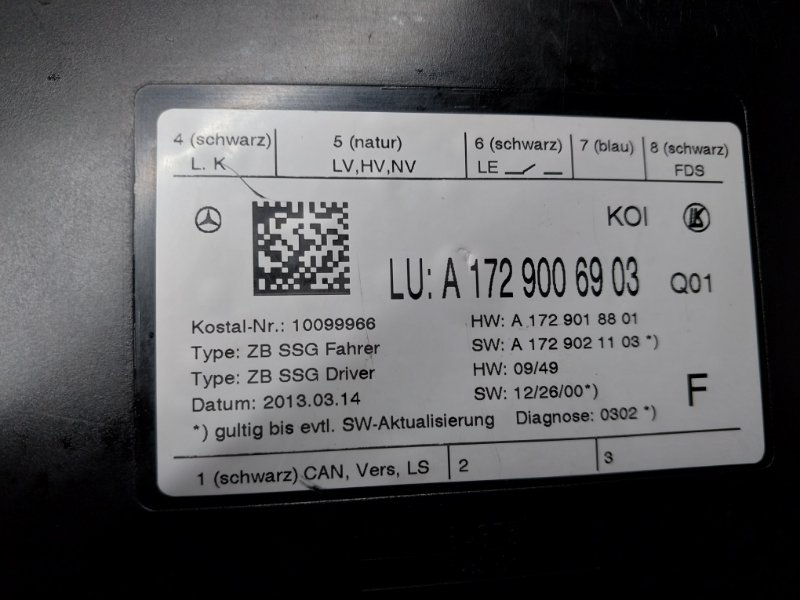 4 (schwarz) 5 (natur) 6 (schwarz) 7 (blau) 8 (schwarz)
L. K LV,HV,NV LE FDS
KOI
LU: A 172 900 69 03 Q01
Kostal-Nr.: 10099966 HW: A 172 901 88 01
Type: ZB SSG Fahrer SW: A 172 902 11 03 *)
Type: ZB SSG Driver HW: 09/49
Datum: 2013.03.14 SW: 12/26/00*) F
*) gultig bis evtl. SW-Aktualisierung Diagnose: 0302 *)
1 (schwarz) CAN, Vers, LS 2 3